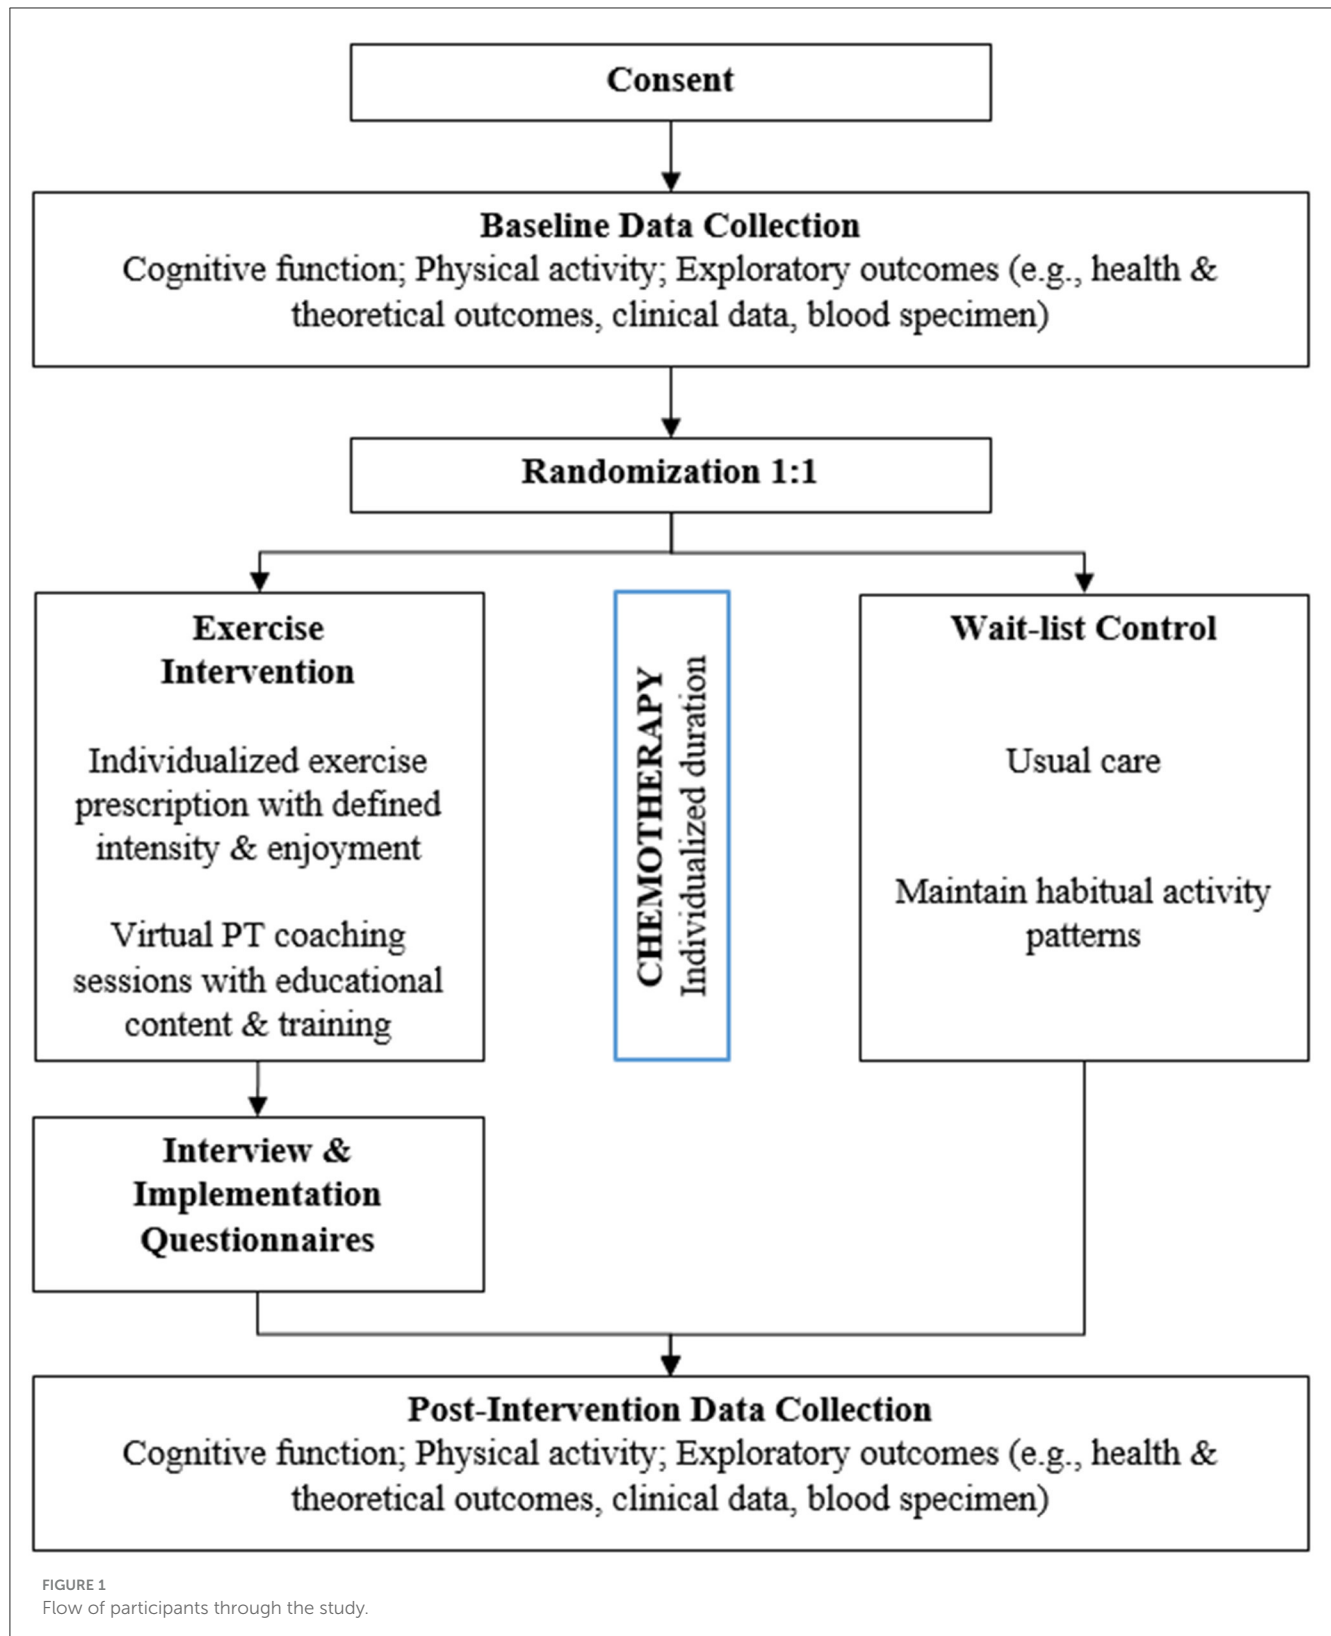 Consent
Baseline Data Collection
Cognitive function; Physical activity; Exploratory outcomes (e.g., health &
theoretical outcomes, clinical data, blood specimen)
Randomization 1:1
Exercise
Intervention
Individualized exercise
prescription with defined
intensity & enjoyment
Virtual PT coaching
sessions with educational
content & training
CHEMOTHERAPY
Individualized duration
Wait-list Control
Usual care
Maintain habitual activity
patterns
Interview &
Implementation
Questionnaires
Post-Intervention Data Collection
Cognitive function; Physical activity; Exploratory outcomes (e.g., health &
theoretical outcomes, clinical data, blood specimen)
FIGURE 1
Flow of participants through the study.